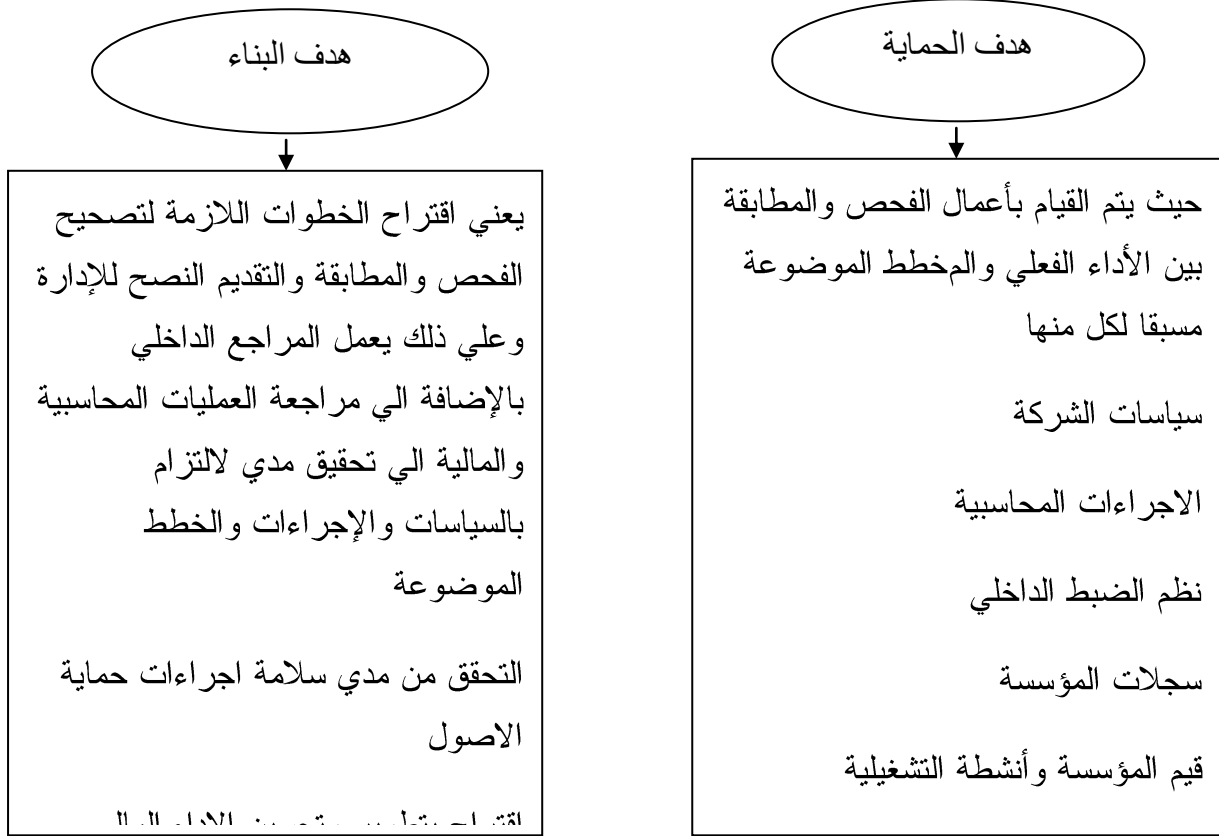 هدف الحماية
حيث يتم القيام بأعمال الفحص والمطابقة
بين الأداء الفعلي والمخطط الموضوعة
مسبقا لكل منها
سياسات الشركة
الاجراءات المحاسبية
نظم الضبط الداخلي
سجلات المؤسسة
قيم المؤسسة وأنشطة التشغيلية
هدف البناء
يعني اقتراح الخطوات اللازمة لتصحيح
الفحص والمطابقة والتقديم النصح للإدارة
وعلي ذلك يعمل المراجع الداخلي
بالإضافة الي مراجعة العمليات المحاسبية
والمالية الي تحقيق مدي لالتزام
بالسياسات والإجراءات والخطط
الموضوعة
التحقق من مدي سلامة اجراءات حماية
الاصول